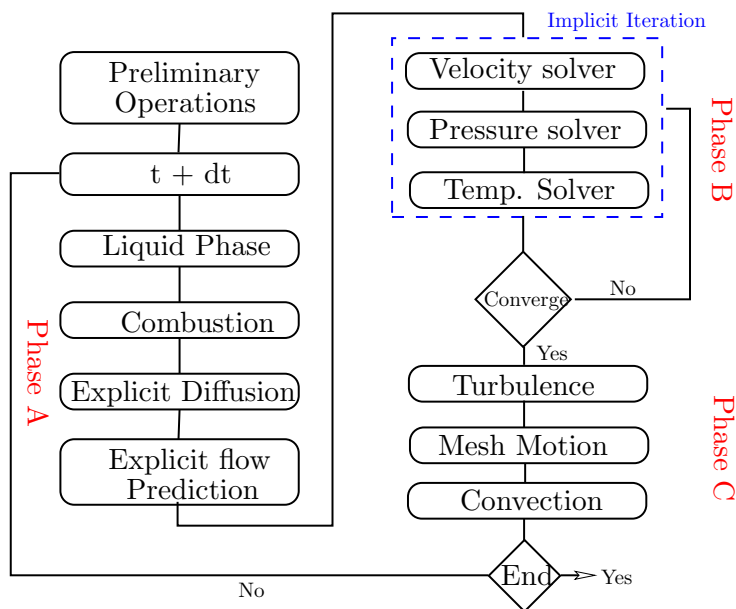 Preliminary
Operations
t + dt
Liquid Phase
Combustion
Explicit Diffusion
Explicit flow
Prediction
Phase A
Implicit Iteration
Velocity solver
Pressure solver
Temp. Solver
Phase B
Converge
No
Yes
Turbulence
Mesh Motion
Convection
Phase C
End
Yes
No